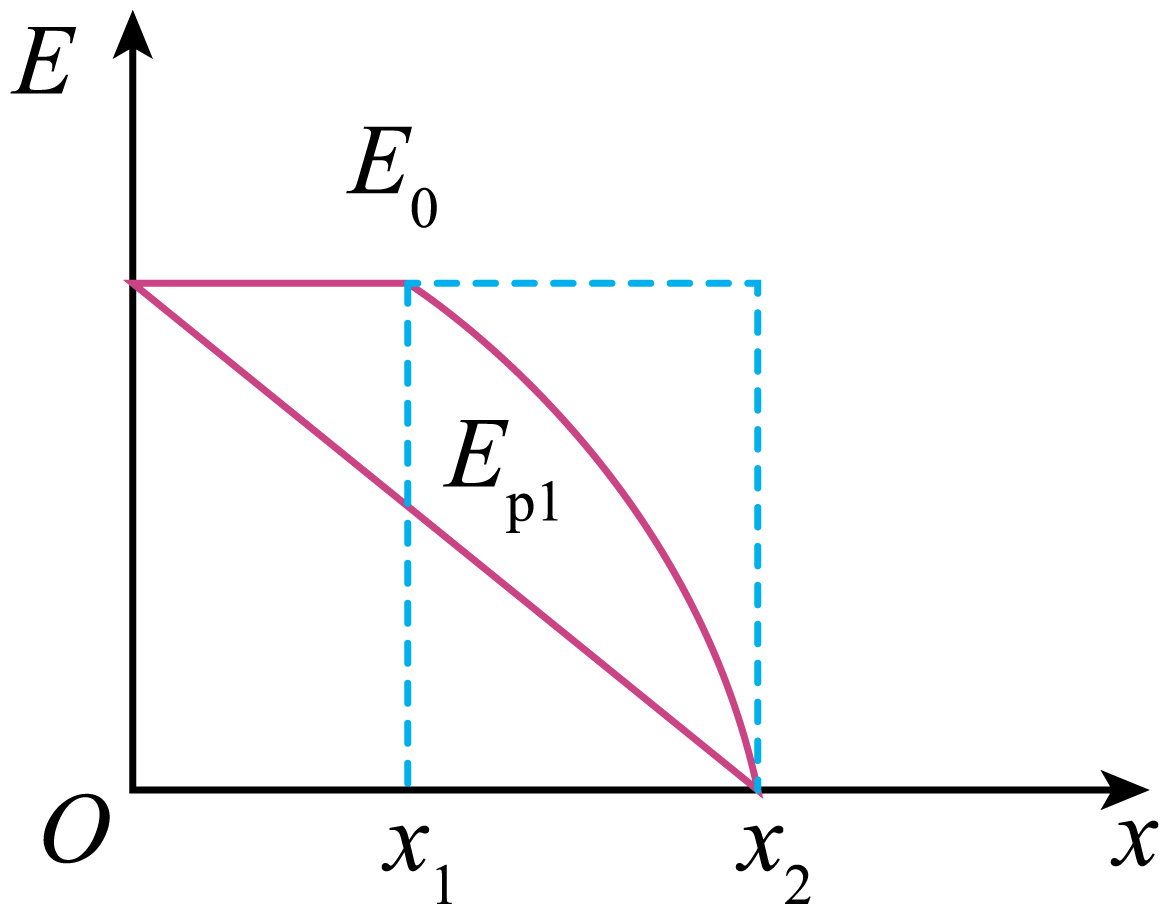 E
E₀
Eₚ₁
O
x₁
x₂
x